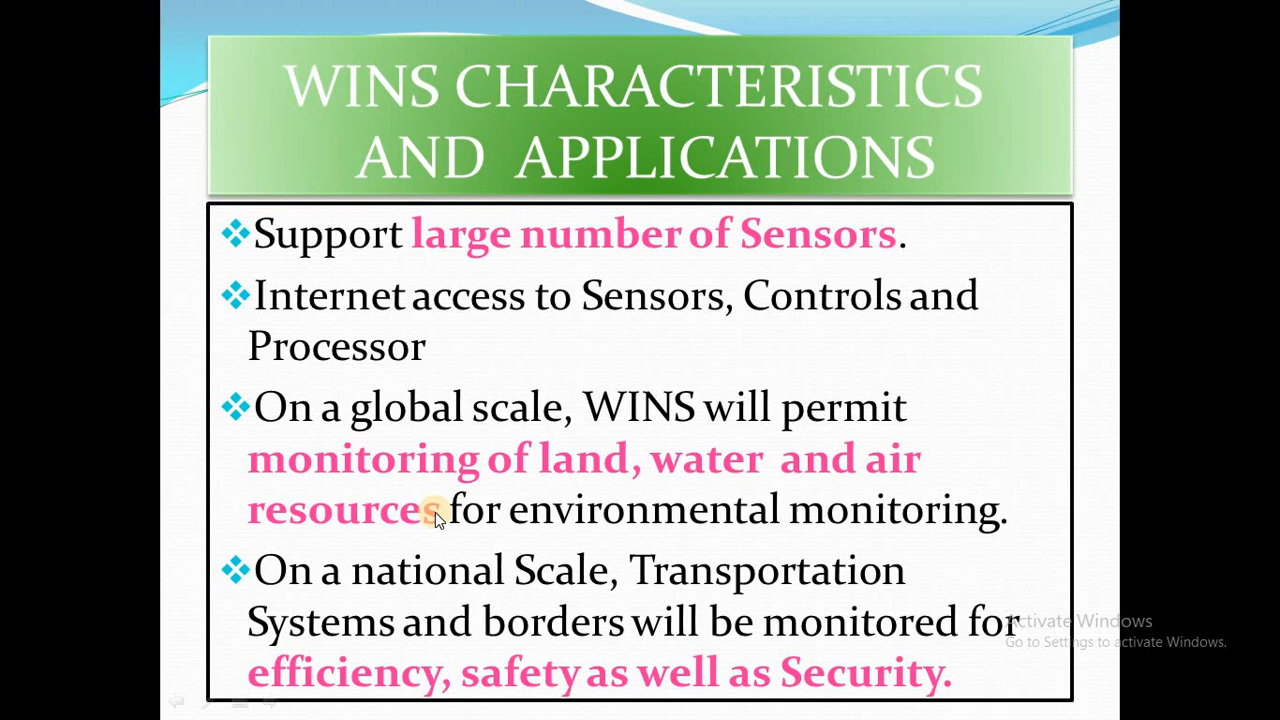 WINS CHARACTERISTICS
AND APPLICATIONS
Support large number of Sensors.
Internet access to Sensors, Controls and
Processor
On a global scale, WINS will permit
monitoring of land, water and air
resources for environmental monitoring.
On a national Scale, Transportation
Systems and borders will be monitored for
efficiency, safety as well as Security.
Activate Windows
Go to Settings to activate Windows.